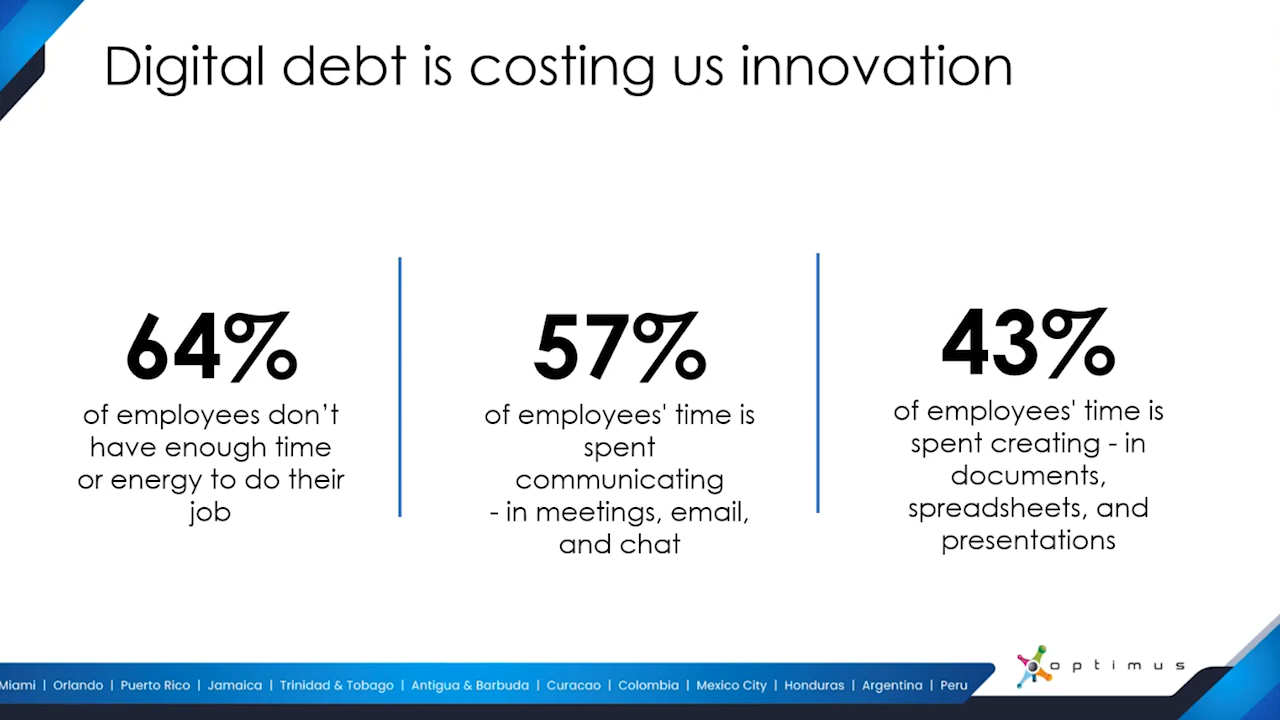 Digital debt is costing us innovation
64%
of employees don’t
have enough time
or energy to do their
job
57%
of employees' time is
spent
communicating
- in meetings, email,
and chat
43%
of employees' time is
spent creating - in
documents,
spreadsheets, and
presentations
Miami | Orlando | Puerto Rico | Jamaica | Trinidad & Tobago | Antigua & Barbuda | Curacao | Colombia | Mexico City | Honduras | Argentina | Peru
optimus